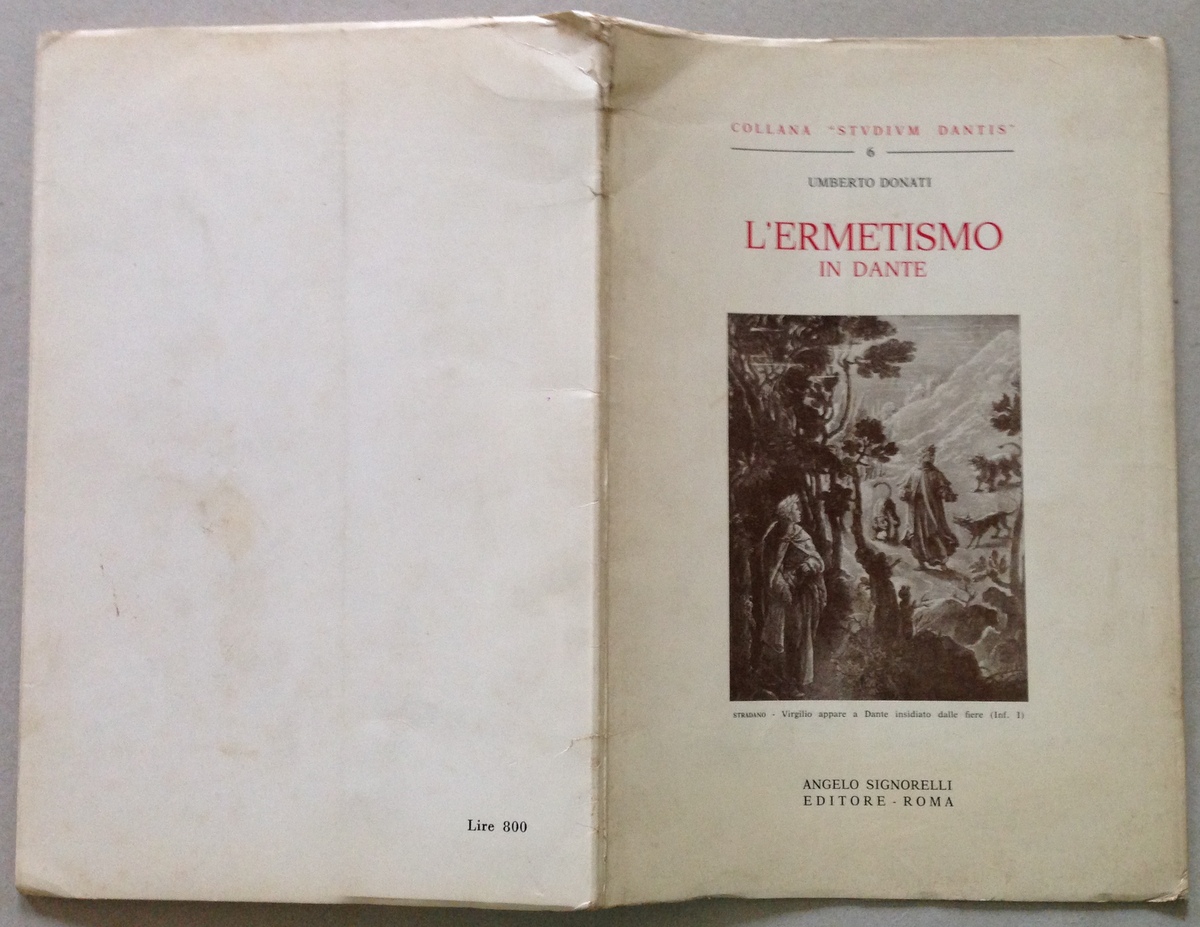 COLLANA "STVDIVM DANTIS"
6
UMBERTO DONATI
L'ERMETISMO
IN DANTE
STRADANO - Virgilio appare a Dante insidiato dalle fiere (Inf. I)
ANGELO SIGNORELLI
EDITORE - ROMA
Lire 800